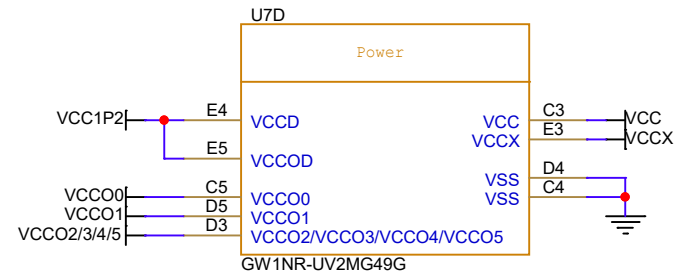 U7D
Power
VCC1P2 E4 VCCD VCC C3 VCC
VCCX E3 VCCX
E5 VCCOD
VSS D4
VCCO0 C5 VCCO0 VSS C4
VCCO1 D5 VCCO1
VCCO2/3/4/5 D3 VCCO2/VCCO3/VCCO4/VCCO5
GW1NR-UV2MG49G